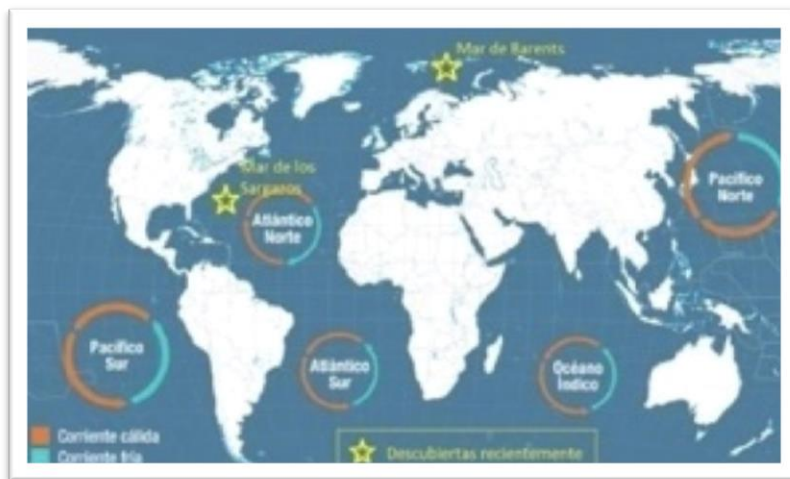 Mar de Barents
Mar de los
Sargazos
Pacífico
Norte
Atlántico
Norte
Pacífico
Sur
Atlántico
Sur
Océano
Índico
Corriente cálida
Corriente fría
Descubiertas recientemente